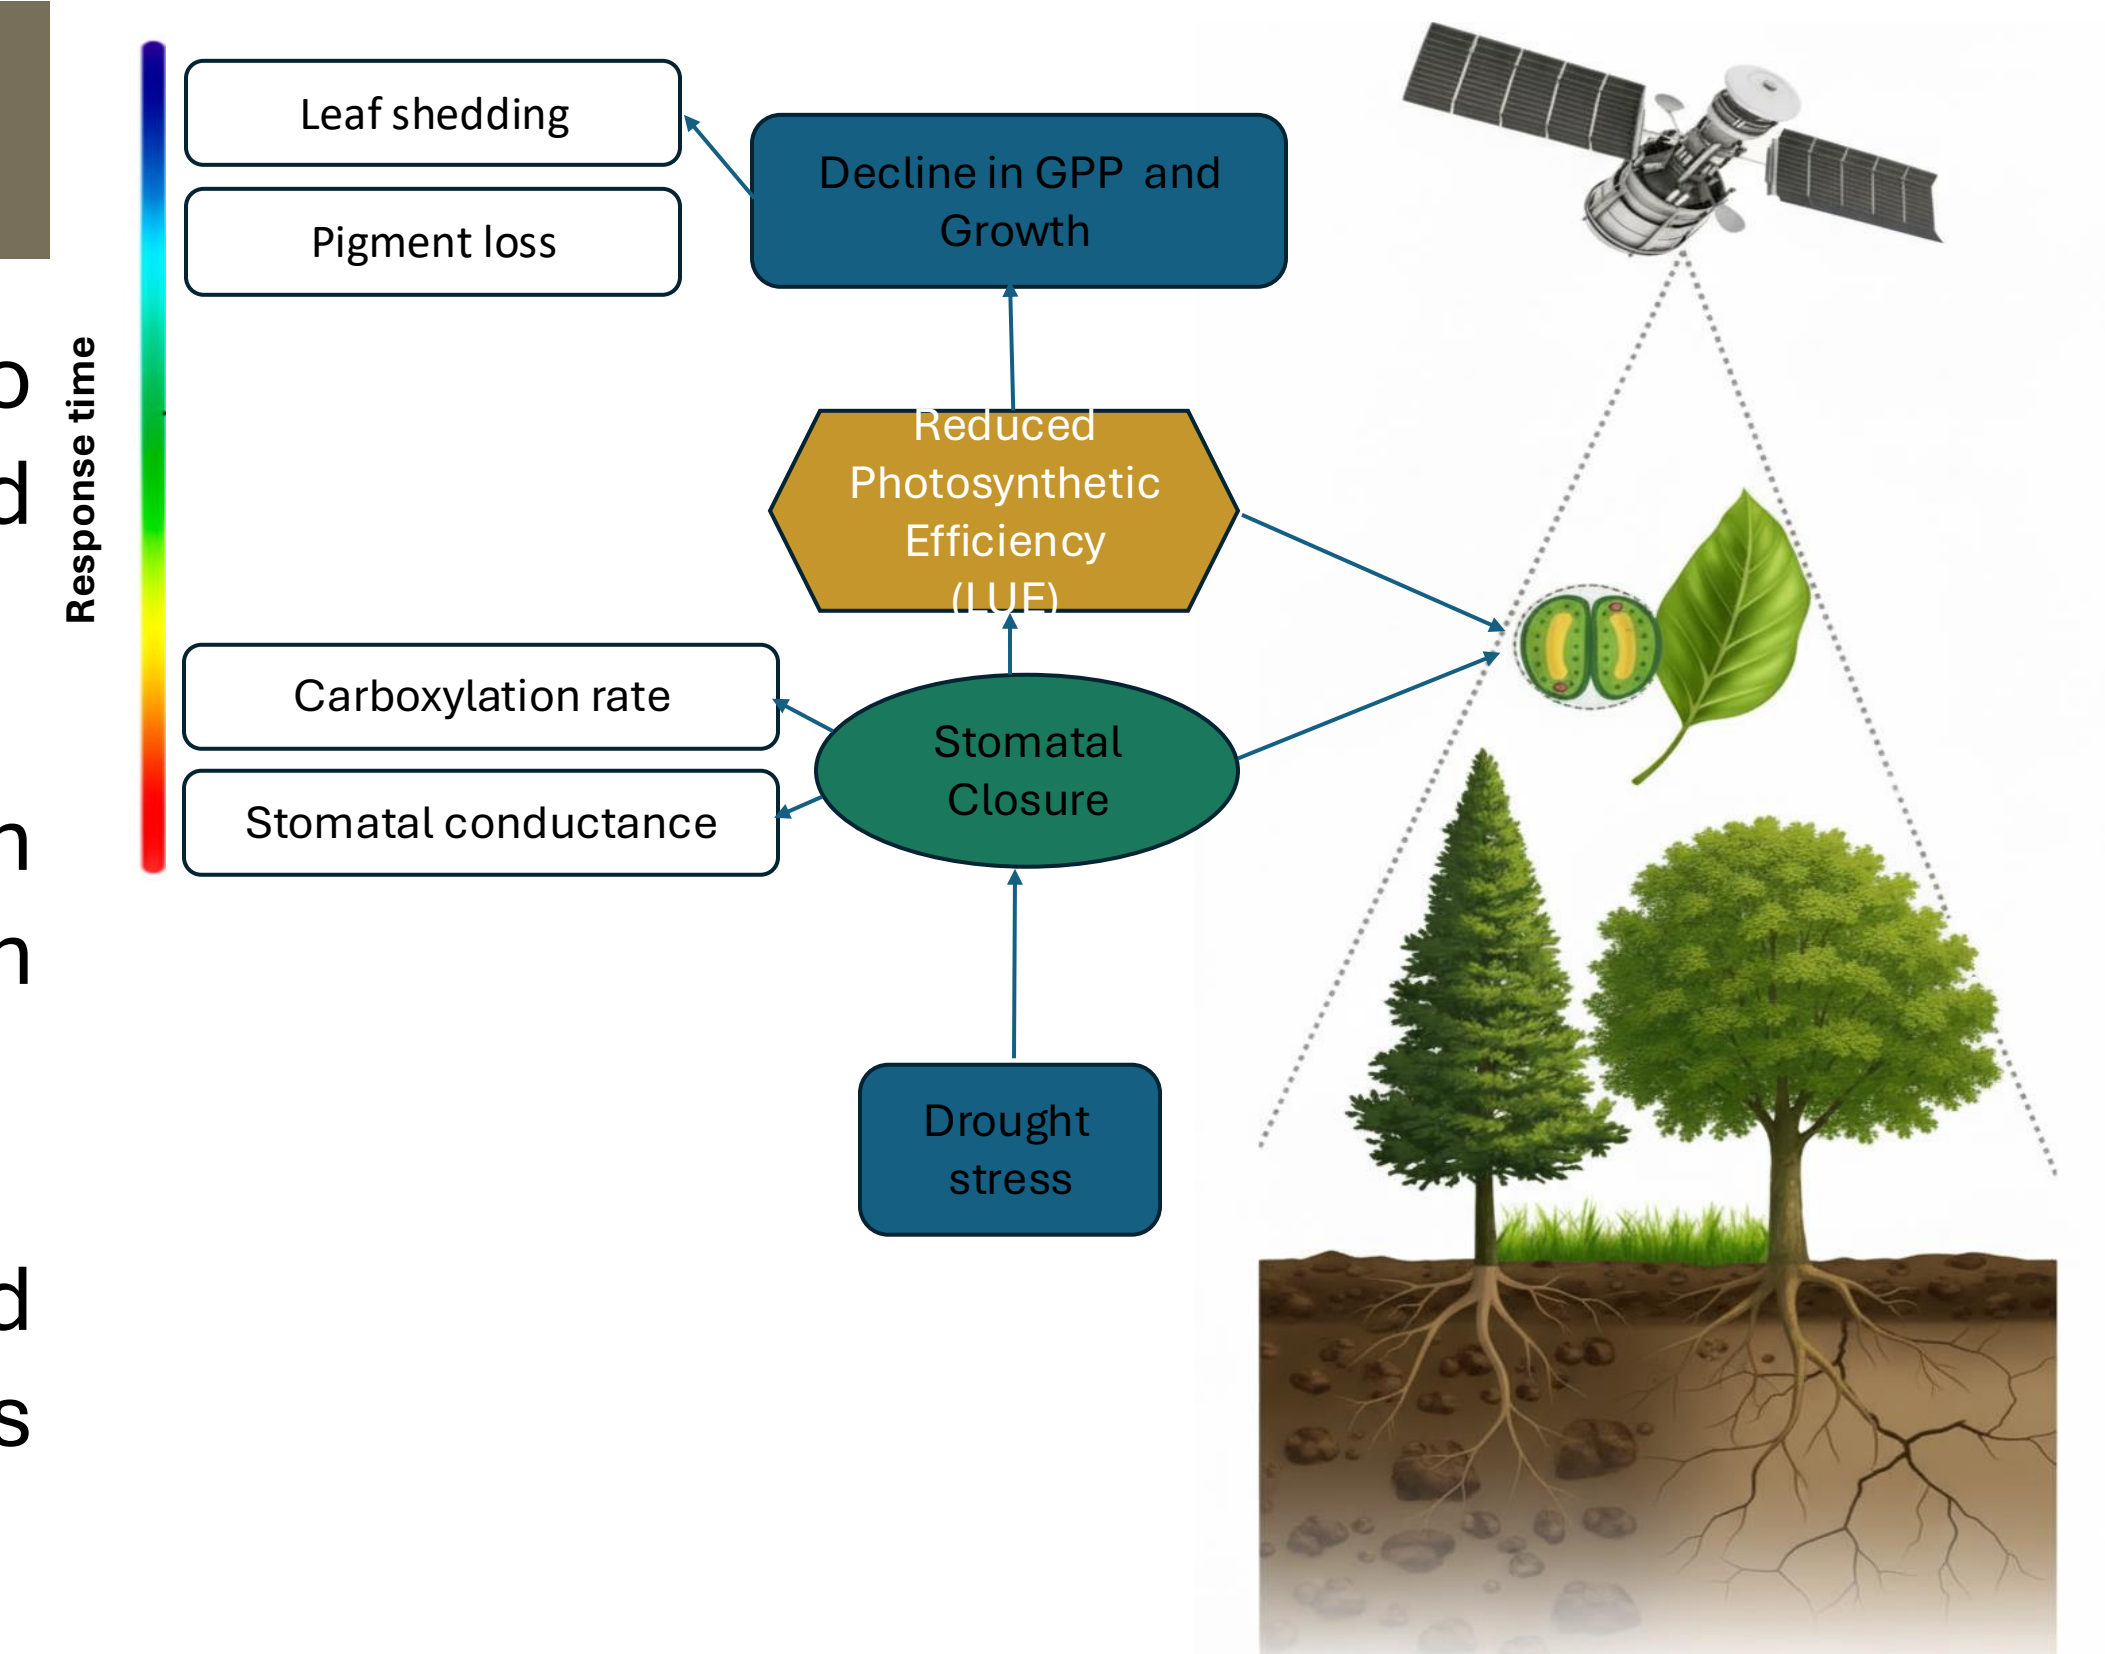 Leaf shedding
Pigment loss
Decline in GPP and
Growth
Response time
Reduced
Photosynthetic
Efficiency
(LUE)
Carboxylation rate
Stomatal conductance
Stomatal
Closure
Drought
stress
o
d
n
n
d
s